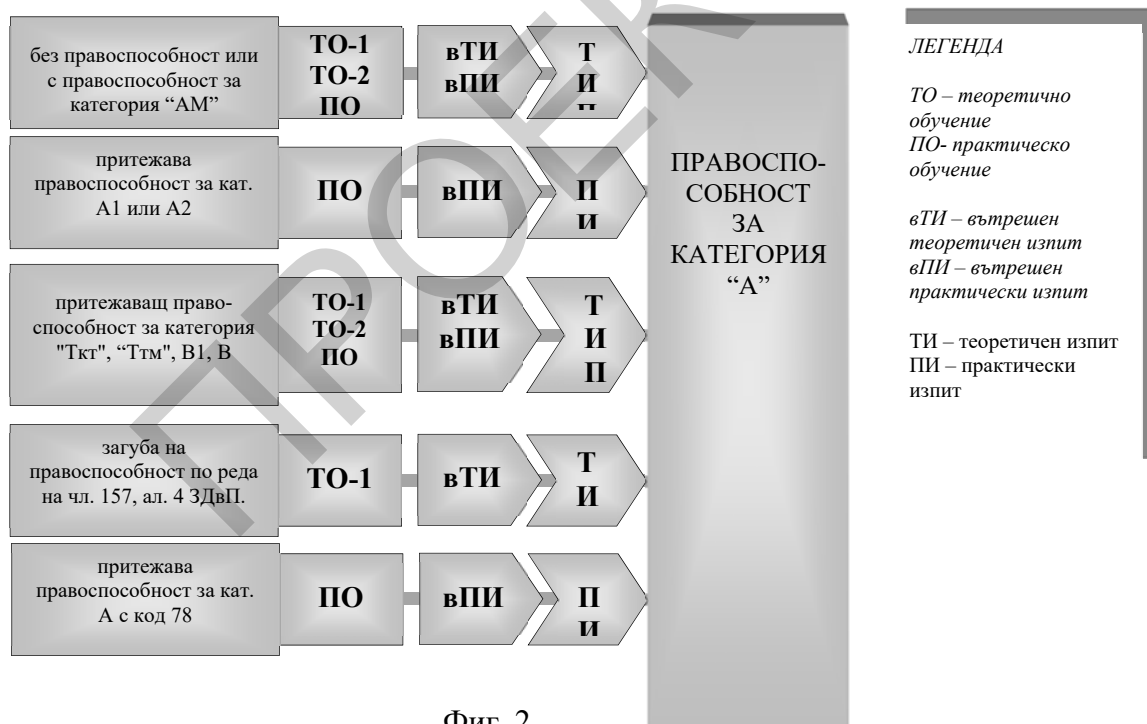 без правоспособност или
с правоспособност за
категория “АМ”
ТО-1
ТО-2
ПО
вТИ
вПИ
Т
И
П
притежава
правоспособност за кат.
А1 или А2
ПО
вПИ
П
И
притежаващ право-
способност за категория
"Ткт", “Ттм", В1, В
ТО-1
ТО-2
ПО
вТИ
вПИ
Т
И
П
загуба на
правоспособност по реда
на чл. 157, ал. 4 ЗДвП.
ТО-1
вТИ
Т
И
притежава
правоспособност за кат.
А с код 78
ПО
вПИ
П
И
ПРАВОСПО-
СОБНОСТ
ЗА
КАТЕГОРИЯ
“А”
ЛЕГЕНДА
ТО – теоретично
обучение
ПО- практическо
обучение
вТИ – вътрешен
теоретичен изпит
вПИ – вътрешен
практически изпит
ТИ – теоретичен изпит
ПИ – практически
изпит
Фиг. 2